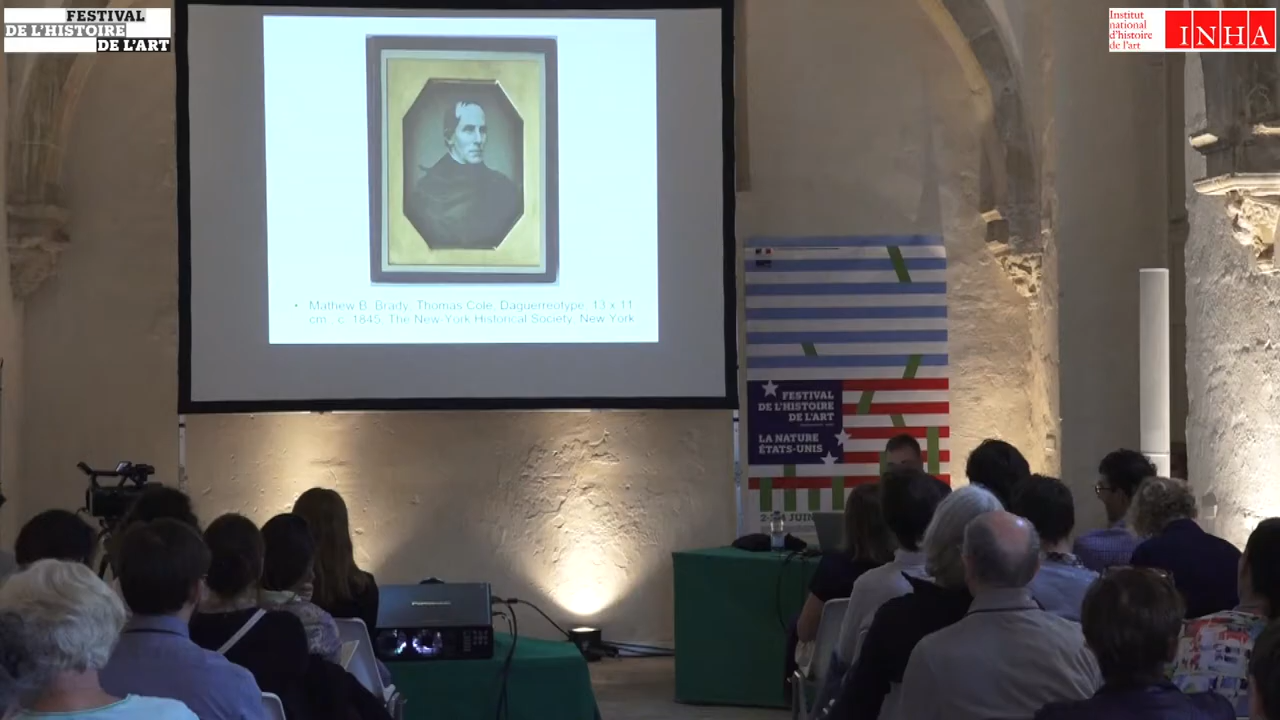 FESTIVAL
DE L'HISTOIRE
DE L'ART
Institut
national
d'histoire
de l'art
INHA
• Mathew B. Brady, Thomas Cole, Daguerreotype, 13 x 11
cm., c. 1845, The New-York Historical Society, New York
FESTIVAL
DE L'HISTOIRE
DE L'ART
LA NATURE
ÉTATS-UNIS